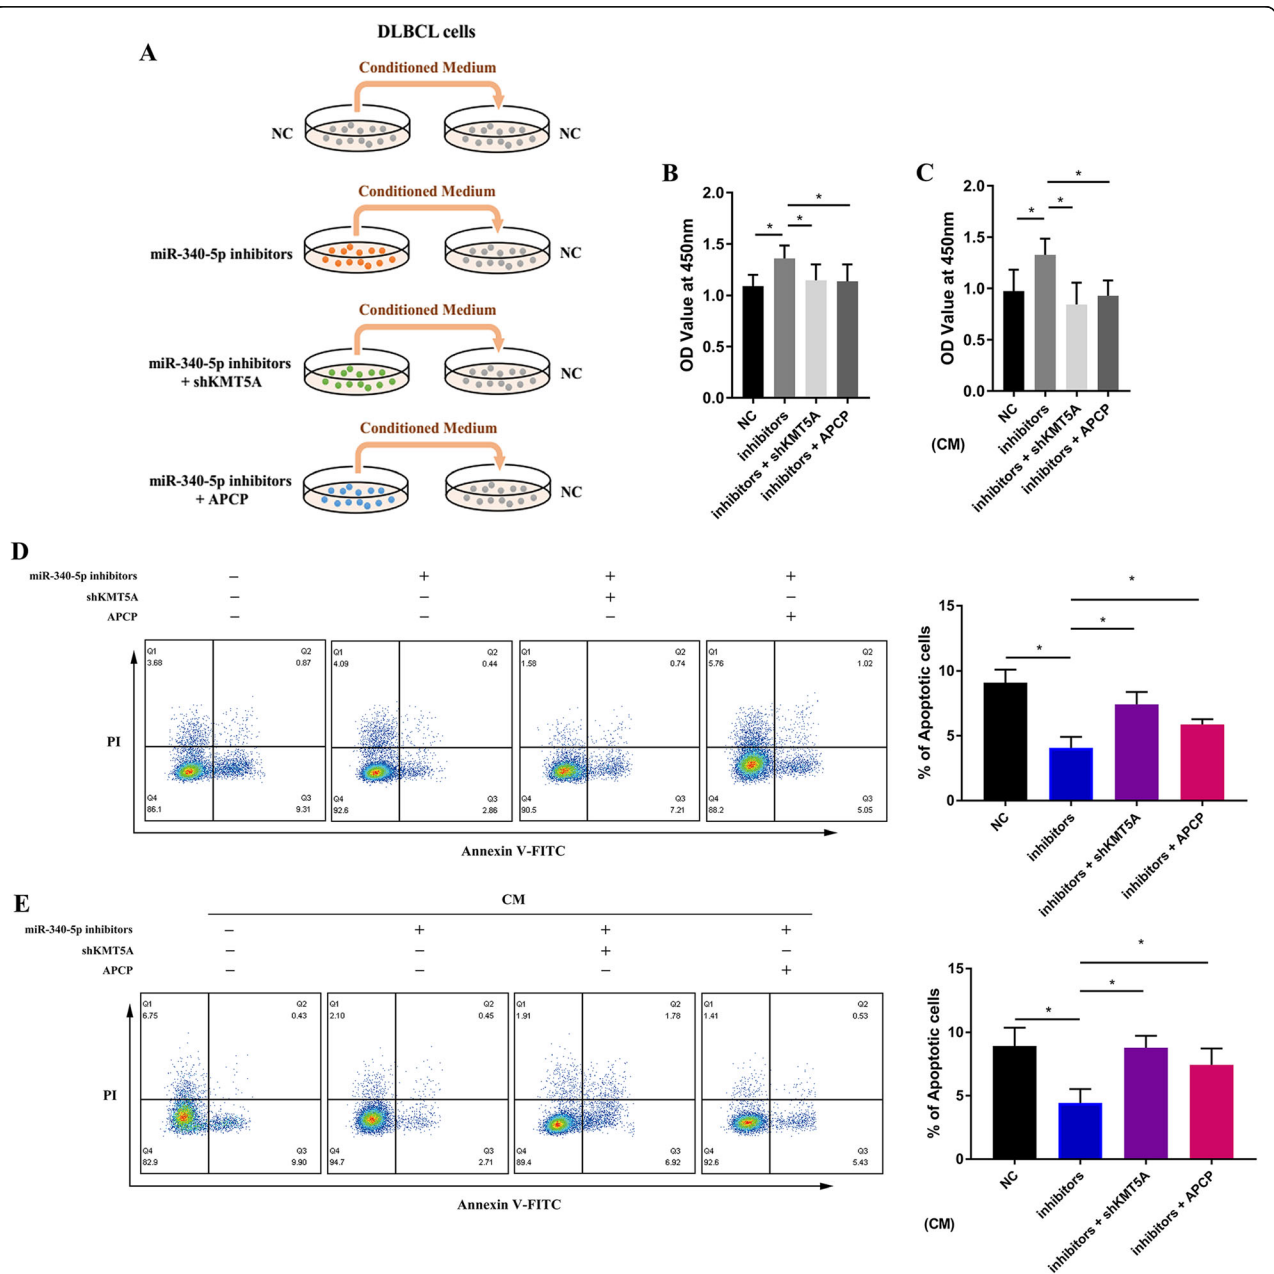 A
DLBCL cells
Conditioned Medium
NC
NC
Conditioned Medium
miR-340-5p inhibitors
NC
Conditioned Medium
miR-340-5p inhibitors
+ shKMT5A
NC
Conditioned Medium
miR-340-5p inhibitors
+ APCP
NC
B
OD Value at 450nm
2.0
1.5
1.0
0.5
0.0
*
*
*
NC
inhibitors
inhibitors + shKMT5A
inhibitors + APCP
C
OD Value at 450nm
2.0
1.5
1.0
0.5
0.0
*
*
*
(CM)
NC
inhibitors
inhibitors + shKMT5A
inhibitors + APCP
D
miR-340-5p inhibitors − + + +
shKMT5A − − + −
APCP − − − +
PI
Q1 3.68
Q2 0.87
Q4 86.1
Q3 9.31
Q1 4.09
Q2 0.44
Q4 92.6
Q3 2.86
Q1 1.58
Q2 0.74
Q4 90.5
Q3 7.21
Q1 5.76
Q2 1.02
Q4 88.2
Q3 5.05
Annexin V-FITC
% of Apoptotic cells
15
10
5
0
*
*
*
NC
inhibitors
inhibitors + shKMT5A
inhibitors + APCP
E
CM
miR-340-5p inhibitors − + + +
shKMT5A − − + −
APCP − − − +
PI
Q1 6.75
Q2 0.43
Q4 82.9
Q3 9.90
Q1 2.10
Q2 0.45
Q4 94.7
Q3 2.71
Q1 1.91
Q2 1.78
Q4 89.4
Q3 6.92
Q1 1.41
Q2 0.53
Q4 92.6
Q3 5.43
Annexin V-FITC
% of Apoptotic cells
15
10
5
0
*
*
*
(CM)
NC
inhibitors
inhibitors + shKMT5A
inhibitors + APCP